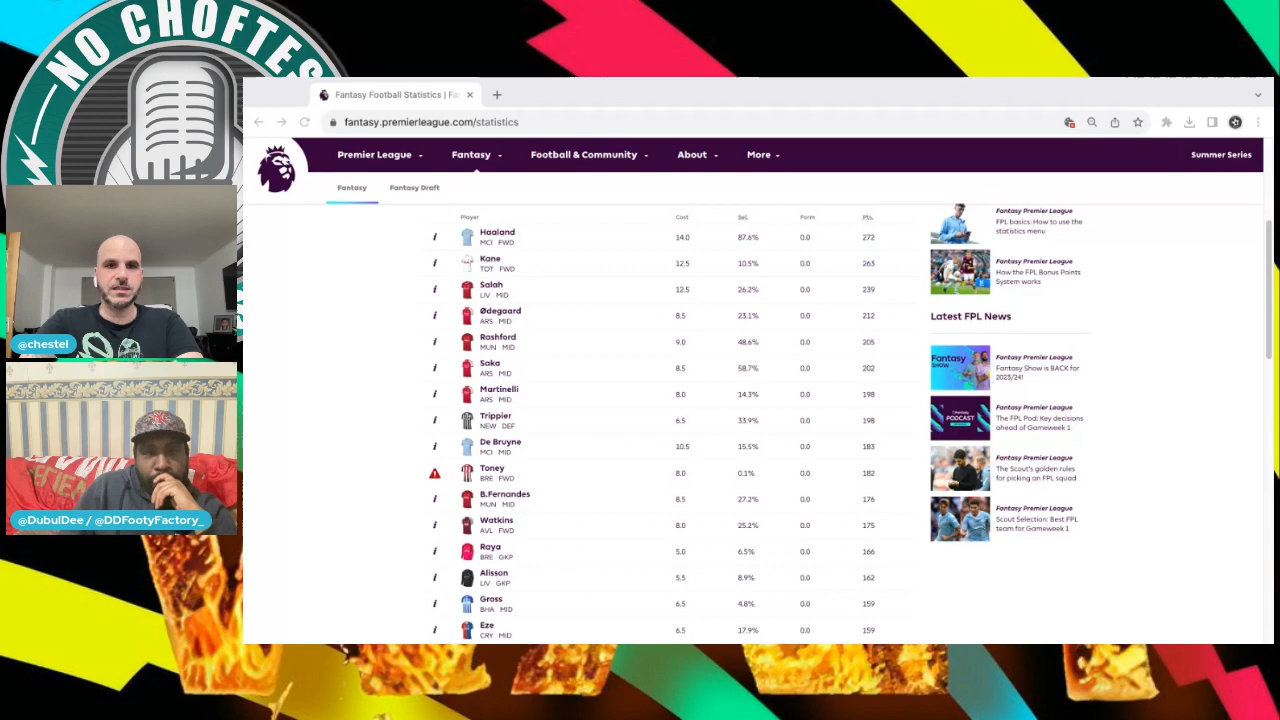 NO CHOFTES
Fantasy Football Statistics | Fa
fantasy.premierleague.com/statistics
Premier League Fantasy Football & Community About More Summer Series
Fantasy Fantasy Draft
Player Cost Sel. Form Pts.
Haaland
MCI FWD 14.0 87.6% 0.0 272
Kane
TOT FWD 12.5 10.5% 0.0 263
Salah
LIV MID 12.5 26.2% 0.0 239
Ødegaard
ARS MID 8.5 23.1% 0.0 212
Rashford
MUN MID 9.0 48.6% 0.0 205
Saka
ARS MID 8.5 58.7% 0.0 202
Martinelli
ARS MID 8.0 14.3% 0.0 198
Trippier
NEW DEF 6.5 33.9% 0.0 198
De Bruyne
MCI MID 10.5 15.5% 0.0 183
Toney
BRE FWD 8.0 0.1% 0.0 182
B.Fernandes
MUN MID 8.5 27.2% 0.0 176
Watkins
AVL FWD 8.0 25.2% 0.0 175
Raya
BRE GKP 5.0 6.5% 0.0 166
Alisson
LIV GKP 5.5 8.9% 0.0 162
Gross
BHA MID 6.5 4.8% 0.0 159
Eze
CRY MID 6.5 17.9% 0.0 159
Fantasy Premier League
FPL basics: How to use the
statistics menu
Fantasy Premier League
How the FPL Bonus Points
System works
Latest FPL News
Fantasy
SHOW
Fantasy Premier League
Fantasy Show is BACK for
2023/24!
PODCAST
Fantasy Premier League
The FPL Pod: Key decisions
ahead of Gameweek 1
Fantasy Premier League
The Scout's golden rules
for picking an FPL squad
Fantasy Premier League
Scout Selection: Best FPL
team for Gameweek 1
@chestel
@DubulDee / @DDFootyFactory_